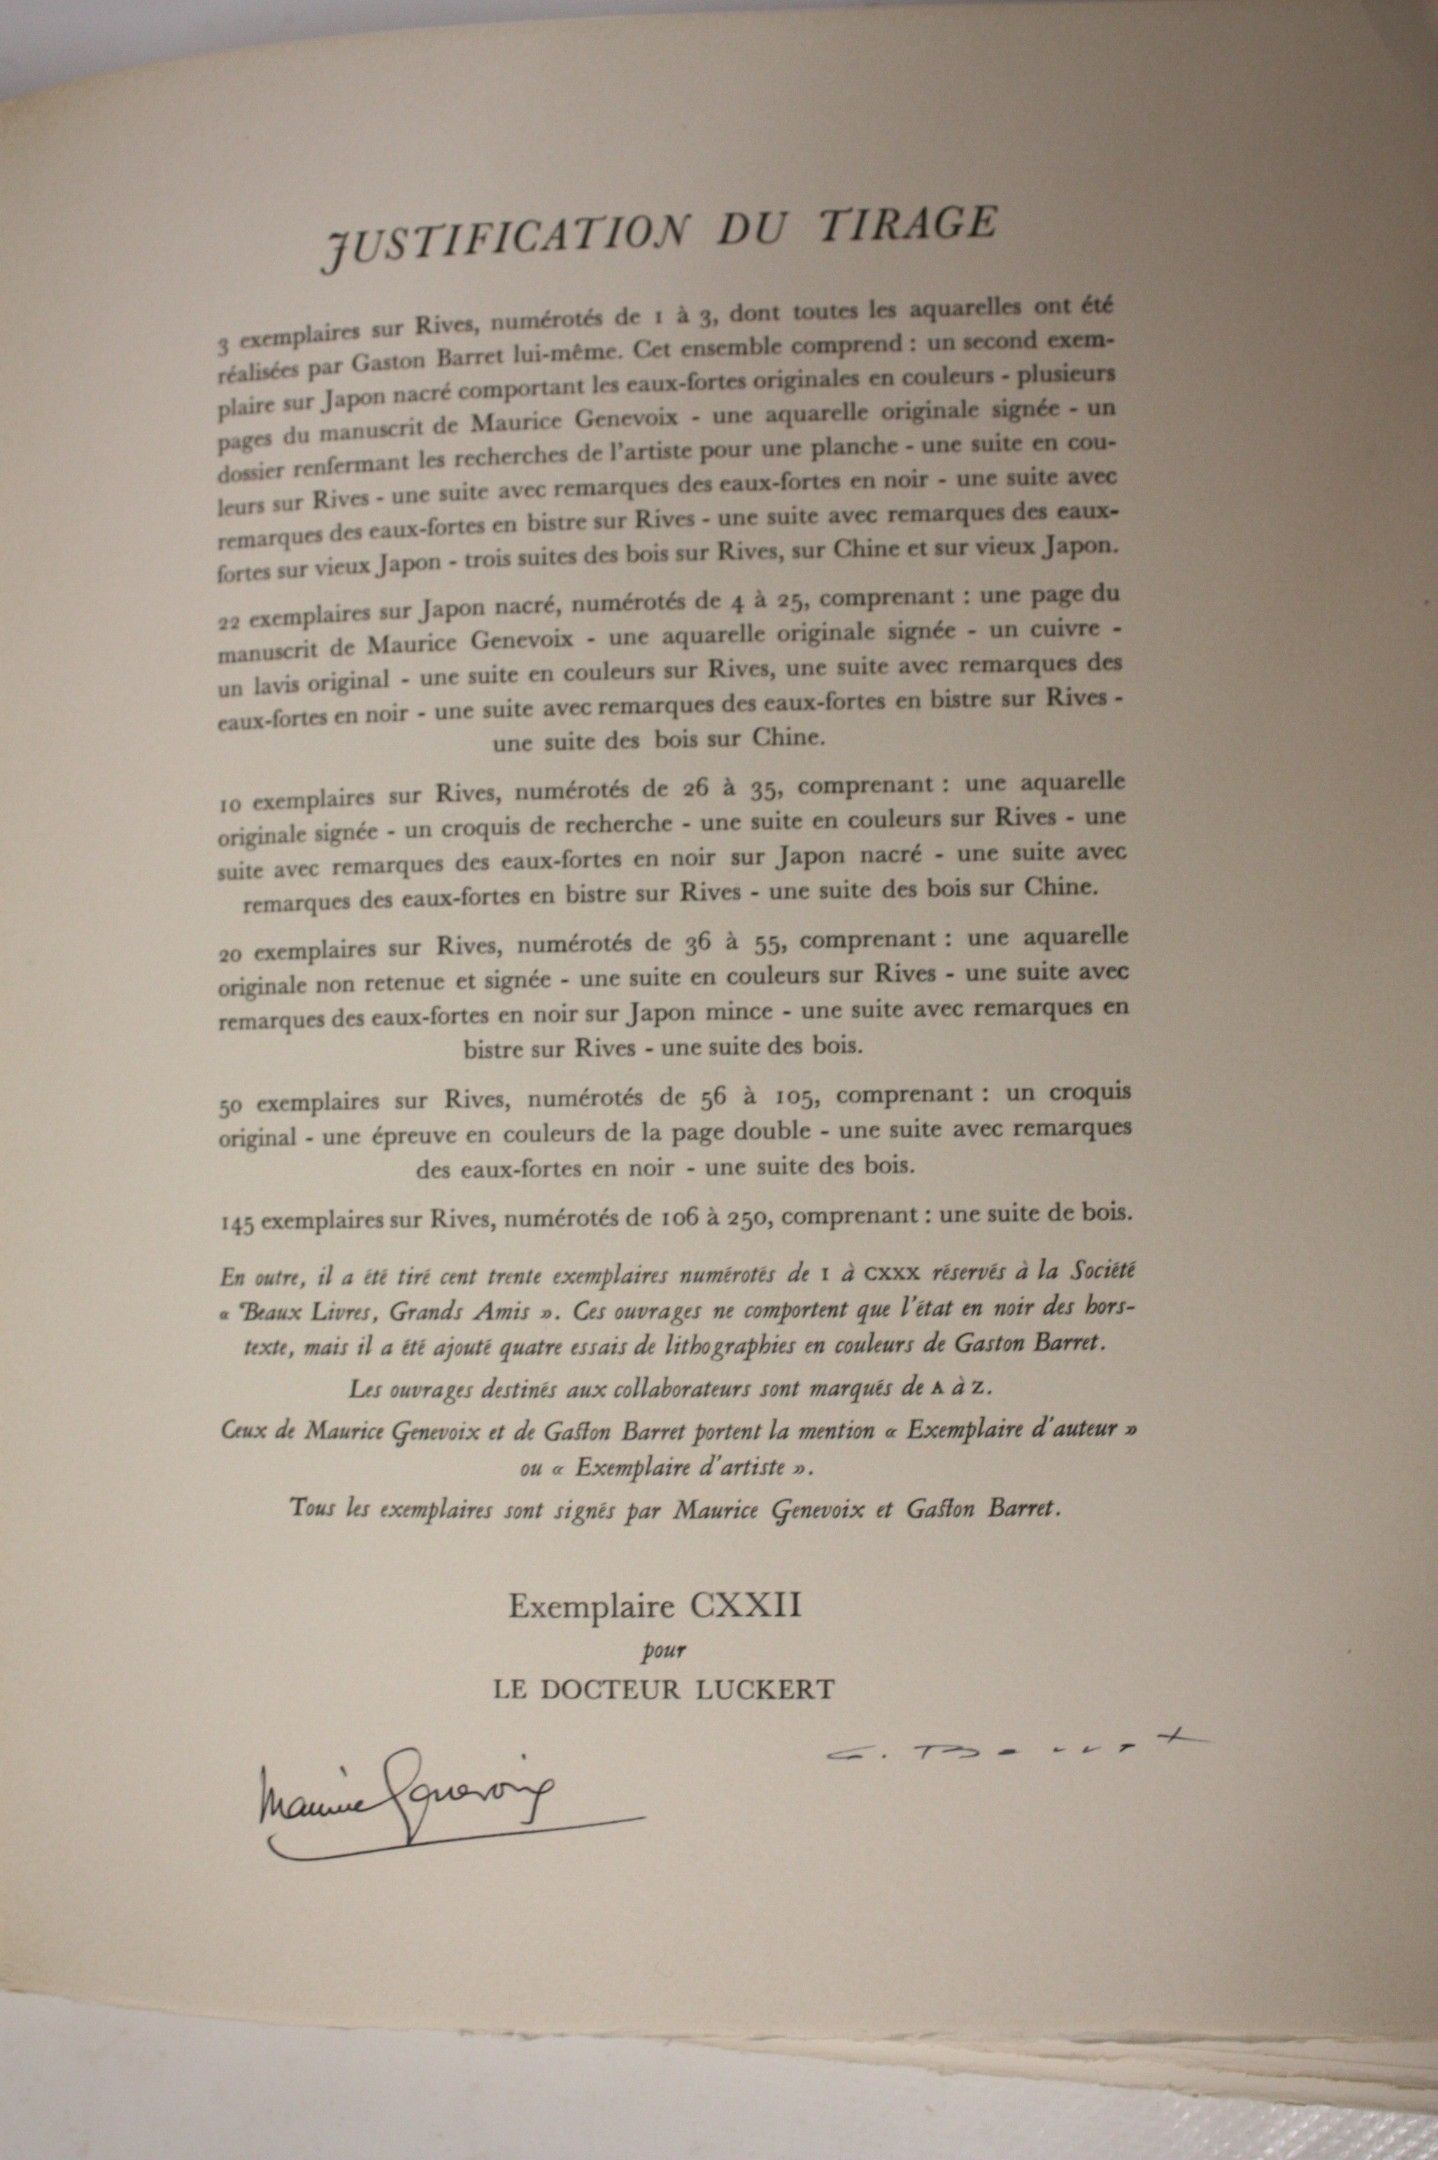 JUSTIFICATION DU TIRAGE
3 exemplaires sur Rives, numérotés de 1 à 3, dont toutes les aquarelles ont été
réalisées par Gaston Barret lui-même. Cet ensemble comprend : un second exem-
plaire sur Japon nacré comportant les eaux-fortes originales en couleurs - plusieurs
pages du manuscrit de Maurice Genevoix - une aquarelle originale signée - un
dossier renfermant les recherches de l'artiste pour une planche - une suite en cou-
leurs sur Rives - une suite avec remarques des eaux-fortes en noir - une suite avec
remarques des eaux-fortes en bistre sur Rives - une suite avec remarques des eaux-
fortes sur vieux Japon - trois suites des bois sur Rives, sur Chine et sur vieux Japon.
22 exemplaires sur Japon nacré, numérotés de 4 à 25, comprenant : une page du
manuscrit de Maurice Genevoix - une aquarelle originale signée - un cuivre -
un lavis original - une suite en couleurs sur Rives, une suite avec remarques des
eaux-fortes en noir - une suite avec remarques des eaux-fortes en bistre sur Rives -
une suite des bois sur Chine.
10 exemplaires sur Rives, numérotés de 26 à 35, comprenant : une aquarelle
originale signée - un croquis de recherche - une suite en couleurs sur Rives - une
suite avec remarques des eaux-fortes en noir sur Japon nacré - une suite avec
remarques des eaux-fortes en bistre sur Rives - une suite des bois sur Chine.
20 exemplaires sur Rives, numérotés de 36 à 55, comprenant : une aquarelle
originale non retenue et signée - une suite en couleurs sur Rives - une suite avec
remarques des eaux-fortes en noir sur Japon mince - une suite avec remarques en
bistre sur Rives - une suite des bois.
50 exemplaires sur Rives, numérotés de 56 à 105, comprenant : un croquis
original - une épreuve en couleurs de la page double - une suite avec remarques
des eaux-fortes en noir - une suite des bois.
145 exemplaires sur Rives, numérotés de 106 à 250, comprenant : une suite de bois.
En outre, il a été tiré cent trente exemplaires numérotés de I à CXXX réservés à la Société
« Beaux Livres, Grands Amis ». Ces ouvrages ne comportent que l'état en noir des hors-
texte, mais il a été ajouté quatre essais de lithographies en couleurs de Gaston Barret.
Les ouvrages destinés aux collaborateurs sont marqués de A à Z.
Ceux de Maurice Genevoix et de Gaston Barret portent la mention « Exemplaire d'auteur »
ou « Exemplaire d'artiste ».
Tous les exemplaires sont signés par Maurice Genevoix et Gaston Barret.
Exemplaire CXXII
pour
LE DOCTEUR LUCKERT
Maurice Genevoix
G. Barret